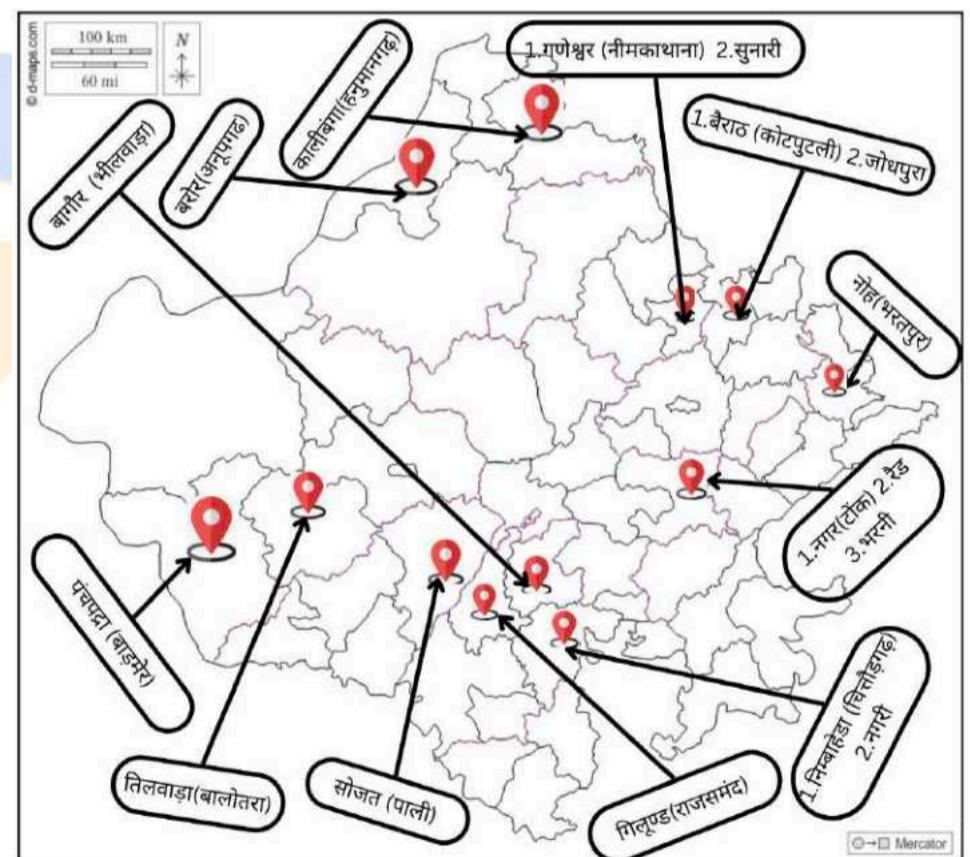 © d-maps.com
100 km
60 mi
N
1.गणेश्वर (नीमकाथाना) 2.सुनारी
कालीबंगा(हनुमानगढ़)
1.बैराठ (कोटपुटली) 2.जोधपुरा
बरोर(अनूपगढ)
बागौर (भीलवाड़ा)
नोह(भरतपुर)
1.नगर(टोंक) 2.रैड
3.भरनी
पंचपद्रा (बाड़मेर)
1.निम्बाहेडा (चित्तौड़गढ़)
2.नगरी
तिलवाड़ा(बालोतरा)
सोजत (पाली)
गिलूण्ड(राजसमंद)
Mercator